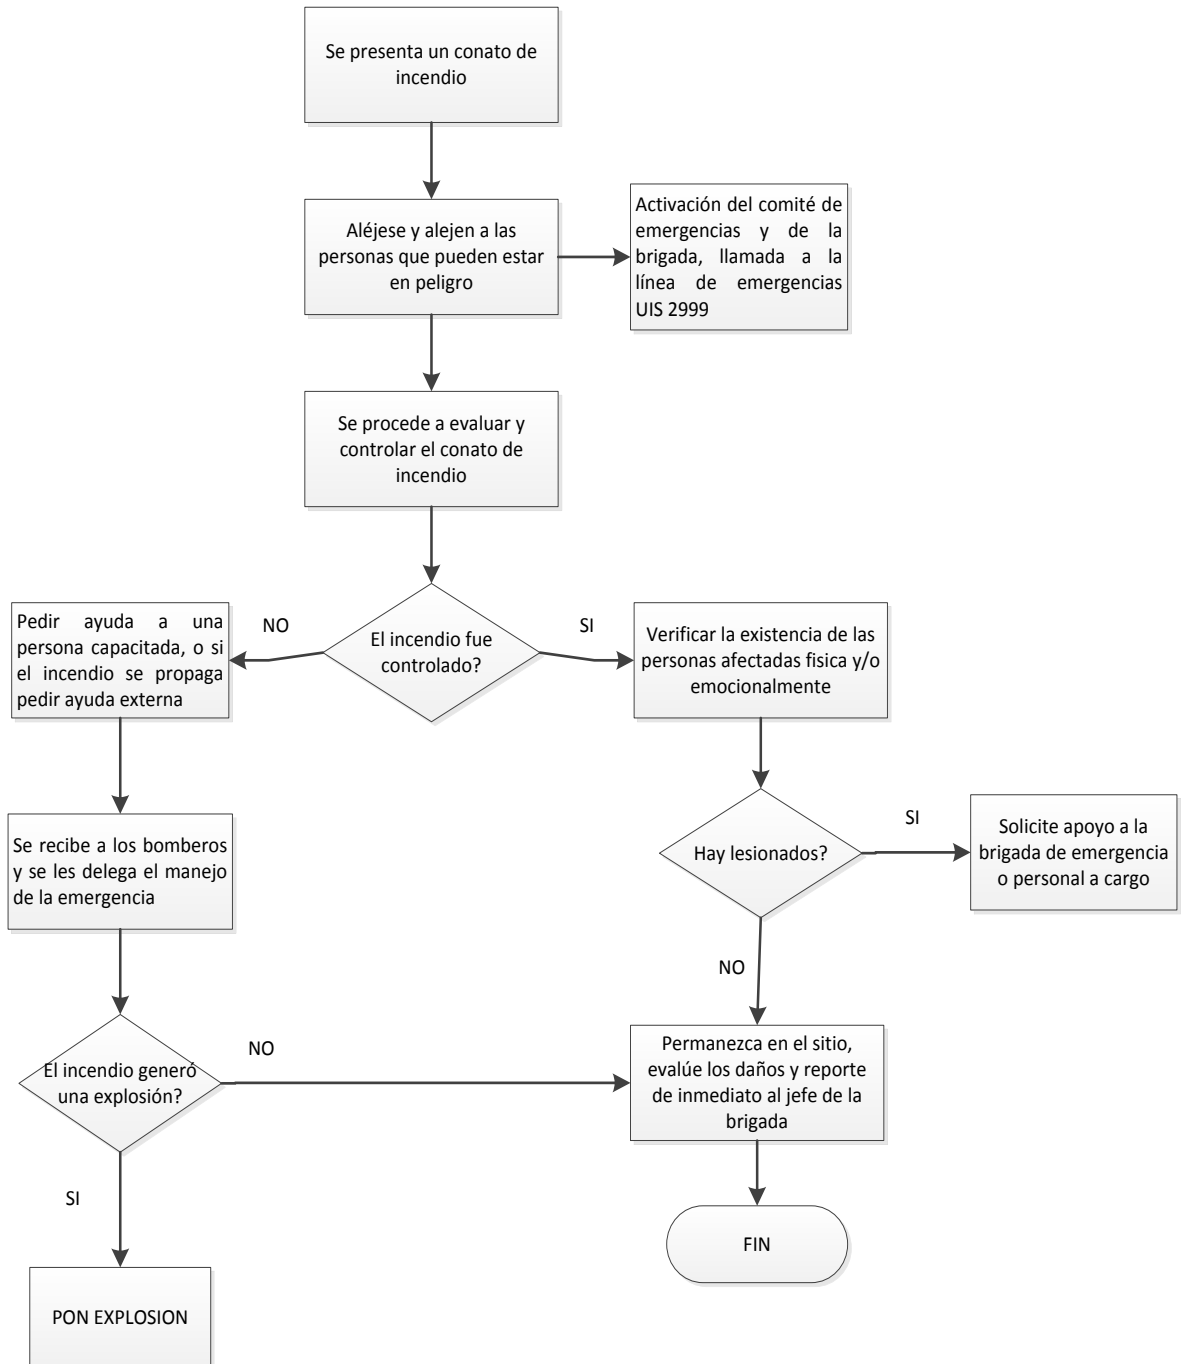 Se presenta un conato de
incendio
Aléjese y alejen a las
personas que pueden estar
en peligro
Activación del comité de
emergencias y de la
brigada, llamada a la
línea de emergencias
UIS 2999
Se procede a evaluar y
controlar el conato de
incendio
El incendio fue
controlado?
NO
SI
Pedir ayuda a una
persona capacitada, o si
el incendio se propaga
pedir ayuda externa
Verificar la existencia de las
personas afectadas fisica y/o
emocionalmente
Se recibe a los bomberos
y se les delega el manejo
de la emergencia
Hay lesionados?
SI
Solicite apoyo a la
brigada de emergencia
o personal a cargo
NO
El incendio generó
una explosión?
NO
Permanezca en el sitio,
evalúe los daños y reporte
de inmediato al jefe de la
brigada
SI
FIN
PON EXPLOSION